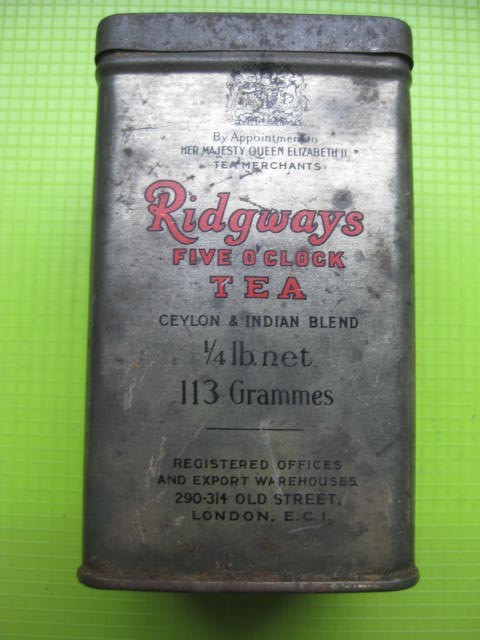 By Appointment to
HER MAJESTY QUEEN ELIZABETH II
TEA MERCHANTS
Ridgways
FIVE O'CLOCK
TEA
CEYLON & INDIAN BLEND
1/4 lb. net
113 Grammes
REGISTERED OFFICES
AND EXPORT WAREHOUSES
290-314 OLD STREET,
LONDON, E.C.1.